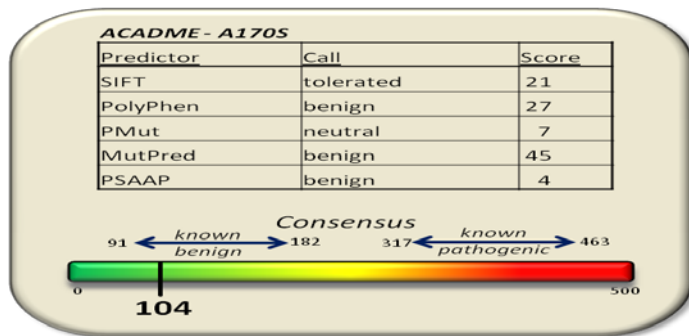 ACADME - A170S
Predictor Call Score
SIFT tolerated 21
PolyPhen benign 27
PMut neutral 7
MutPred benign 45
PSAAP benign 4
Consensus
91 known benign 182 317 known pathogenic 463
0 500
104